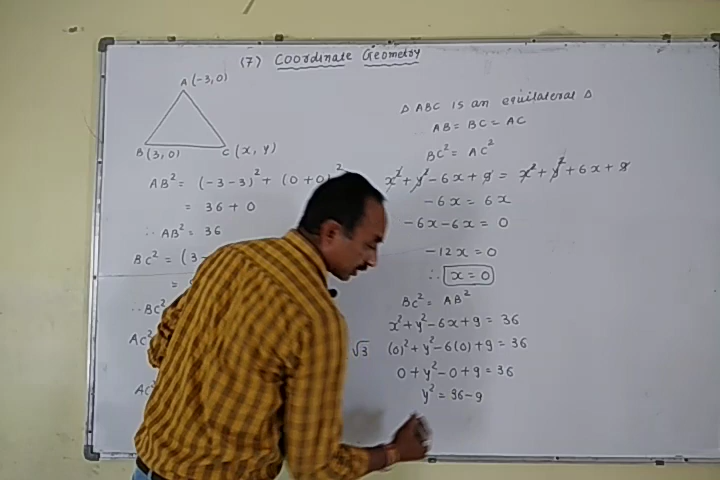 (7) Coordinate Geometry
A (-3, 0)
B (3, 0)
C (x, y)
AB² = (-3-3)² + (0+0)²
= 36 + 0
∴ AB² = 36
BC² = (3-
=
∴ BC²
AC²
AC²
√3
△ ABC is an equilateral △
AB = BC = AC
BC² = AC²
x² + y² - 6x + 9 = x² + y² + 6x + 9
-6x = 6x
-6x - 6x = 0
-12x = 0
∴ x = 0
BC² = AB²
x² + y² - 6x + 9 = 36
(0)² + y² - 6(0) + 9 = 36
0 + y² - 0 + 9 = 36
y² = 36 - 9